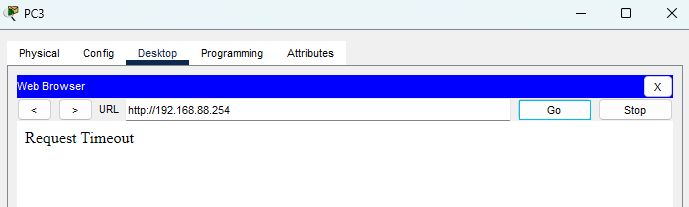 PC3
Physical Config Desktop Programming Attributes
Web Browser X
< > URL http://192.168.88.254 Go Stop
Request Timeout